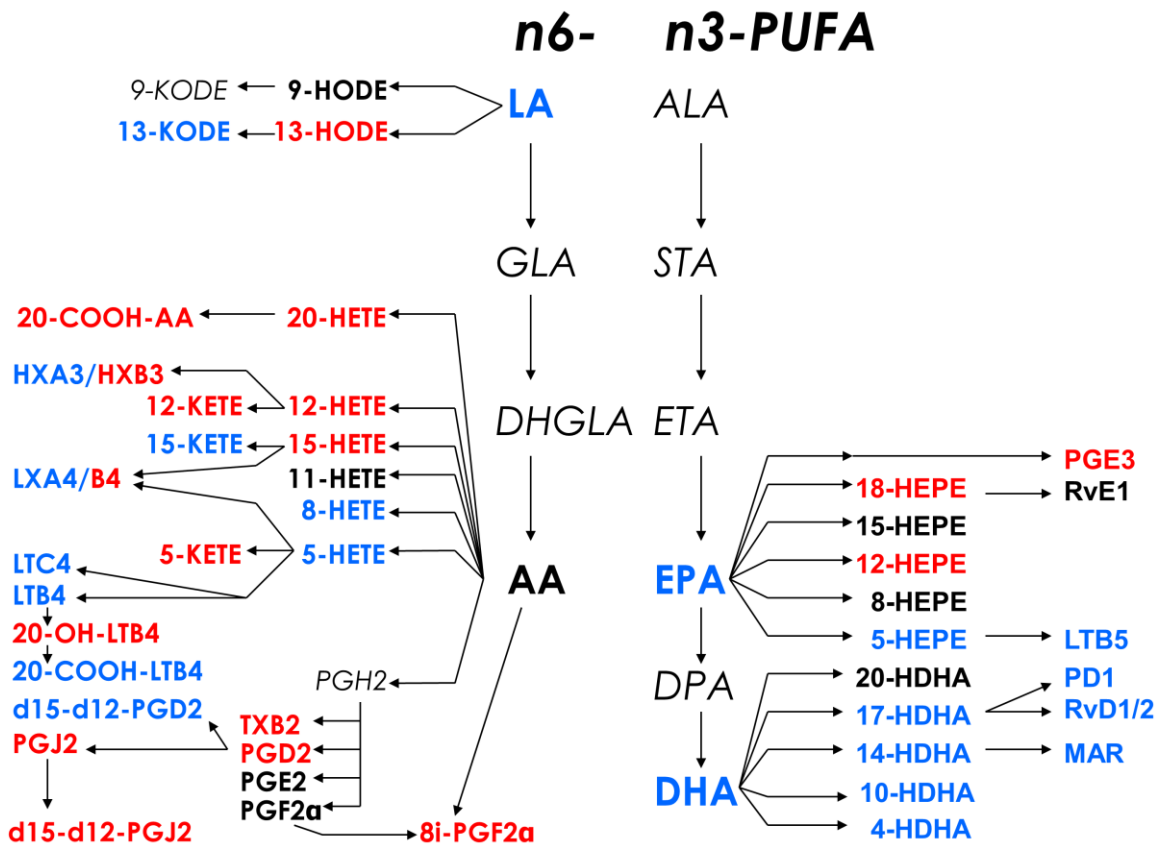 n6- n3-PUFA
9-KODE 9-HODE LA ALA
13-KODE 13-HODE
GLA STA
20-COOH-AA 20-HETE
HXA3/HXB3
12-KETE 12-HETE DHGLA ETA
15-KETE 15-HETE PGE3
LXA4/B4 11-HETE 18-HEPE RvE1
8-HETE 15-HEPE
5-KETE 5-HETE 12-HEPE
LTC4 AA EPA
LTB4 8-HEPE
20-OH-LTB4 5-HEPE LTB5
20-COOH-LTB4 PGH2 DPA 20-HDHA PD1
d15-d12-PGD2 TXB2 17-HDHA RvD1/2
PGJ2 PGD2 14-HDHA MAR
PGE2 DHA 10-HDHA
PGF2α
d15-d12-PGJ2 8i-PGF2α 4-HDHA